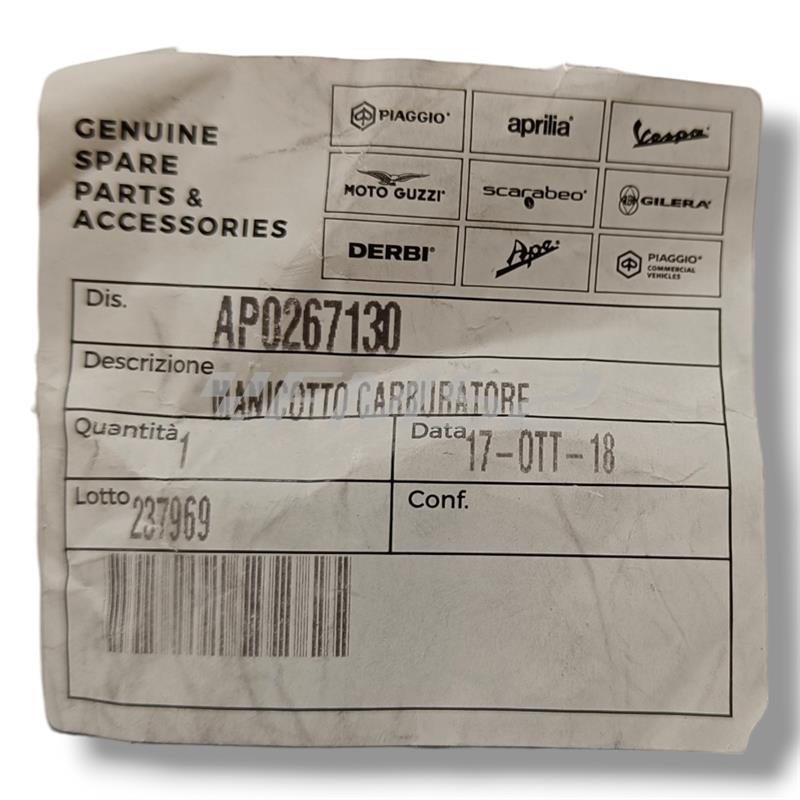 GENUINE
SPARE
PARTS &
ACCESSORIES
PIAGGIO®
aprilia®
Vespa®
MOTO GUZZI®
scarabeo®
GILERA®
DERBI®
Ape®
PIAGGIO®
COMMERCIAL
VEHICLES
Dis. AP0267130
Descrizione
MANICOTTO CARBURATORE
Quantità 1
Data 17-OTT-18
Lotto 237969
Conf.